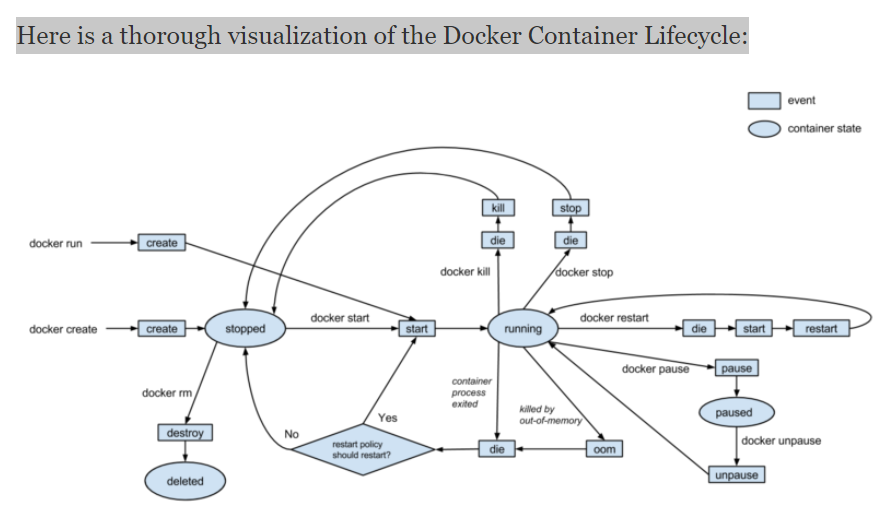 Here is a thorough visualization of the Docker Container Lifecycle:
event
container state
kill
stop
die
die
docker run
create
docker kill
docker stop
docker create
create
stopped
docker start
start
running
docker restart
die
start
restart
docker pause
pause
container
process
exited
docker rm
killed by
out-of-memory
paused
Yes
No
destroy
restart policy
should restart?
die
oom
docker unpause
deleted
unpause